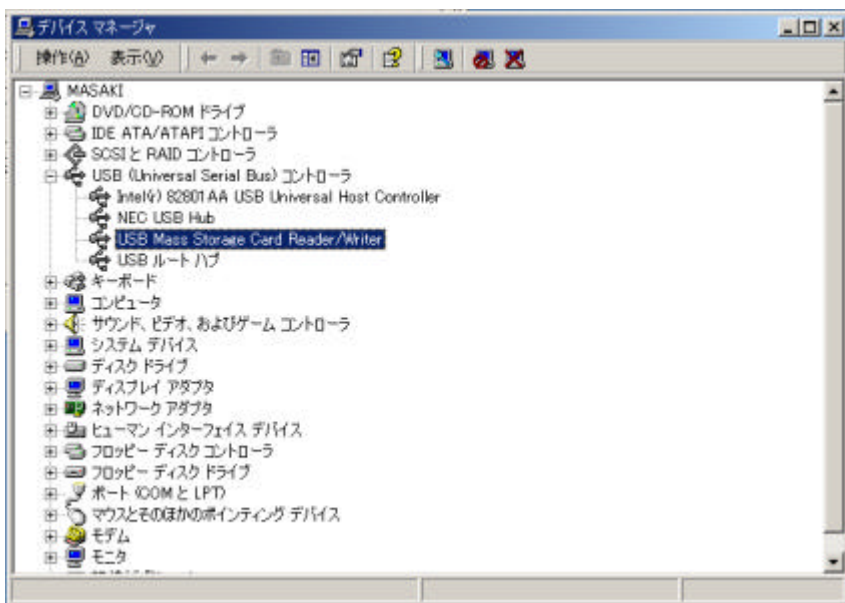 デバイス マネージャ
操作(A) 表示(V)
MASAKI
DVD/CD-ROM ドライブ
IDE ATA/ATAPI コントローラ
SCSI と RAID コントローラ
USB (Universal Serial Bus) コントローラ
Intel(r) 82801AA USB Universal Host Controller
NEC USB Hub
USB Mass Storage Card Reader/Writer
USB ルート ハブ
キーボード
コンピュータ
サウンド、ビデオ、およびゲーム コントローラ
システム デバイス
ディスク ドライブ
ディスプレイ アダプタ
ネットワーク アダプタ
ヒューマン インターフェイス デバイス
フロッピー ディスク コントローラ
フロッピー ディスク ドライブ
ポート (COM と LPT)
マウスとそのほかのポインティング デバイス
モデム
モニタ